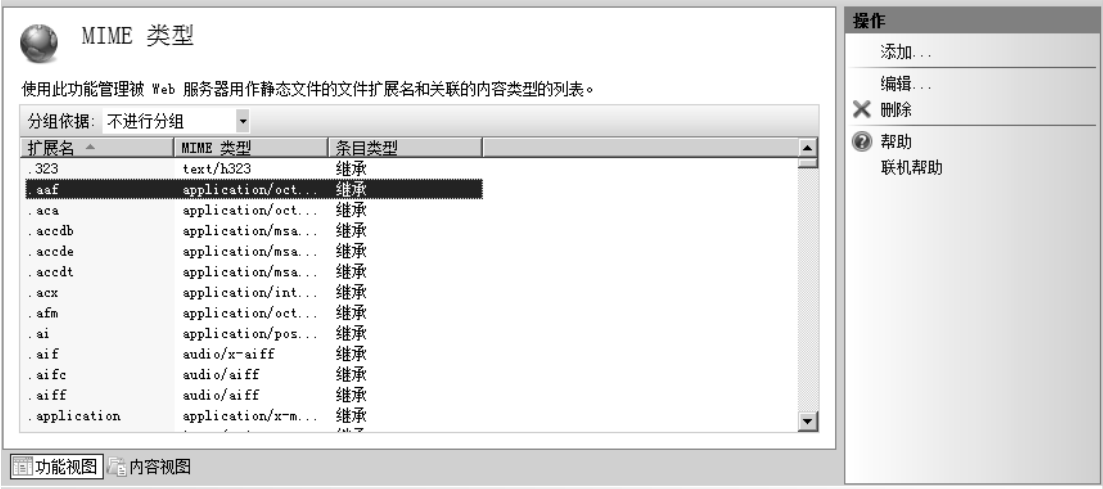 MIME 类型
使用此功能管理被 Web 服务器用作静态文件的文件扩展名和关联的内容类型的列表。
分组依据: 不进行分组
扩展名 MIME 类型 条目类型
.323 text/h323 继承
.aaf application/oct... 继承
.aca application/oct... 继承
.accdb application/msa... 继承
.accde application/msa... 继承
.accdt application/msa... 继承
.acx application/int... 继承
.afm application/oct... 继承
.ai application/pos... 继承
.aif audio/x-aiff 继承
.aifc audio/aiff 继承
.aiff audio/aiff 继承
.application application/x-m... 继承
功能视图 内容视图
操作
添加...
编辑...
删除
帮助
联机帮助